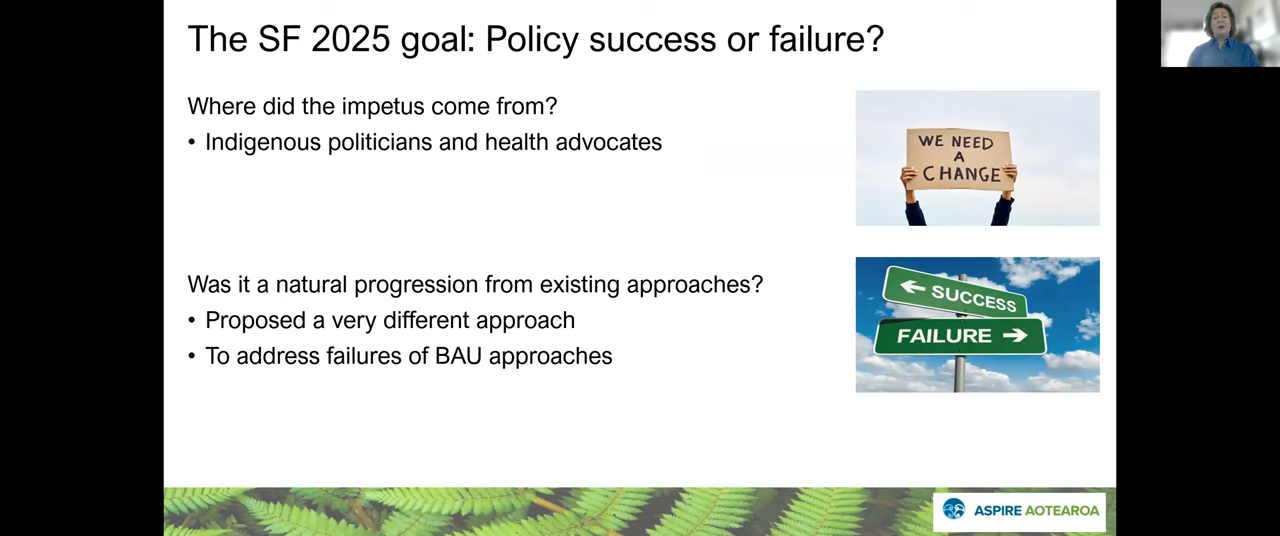 The SF 2025 goal: Policy success or failure?
Where did the impetus come from?
• Indigenous politicians and health advocates
WE NEED
A
CHANGE
Was it a natural progression from existing approaches?
• Proposed a very different approach
• To address failures of BAU approaches
SUCCESS
FAILURE
ASPIRE AOTEAROA